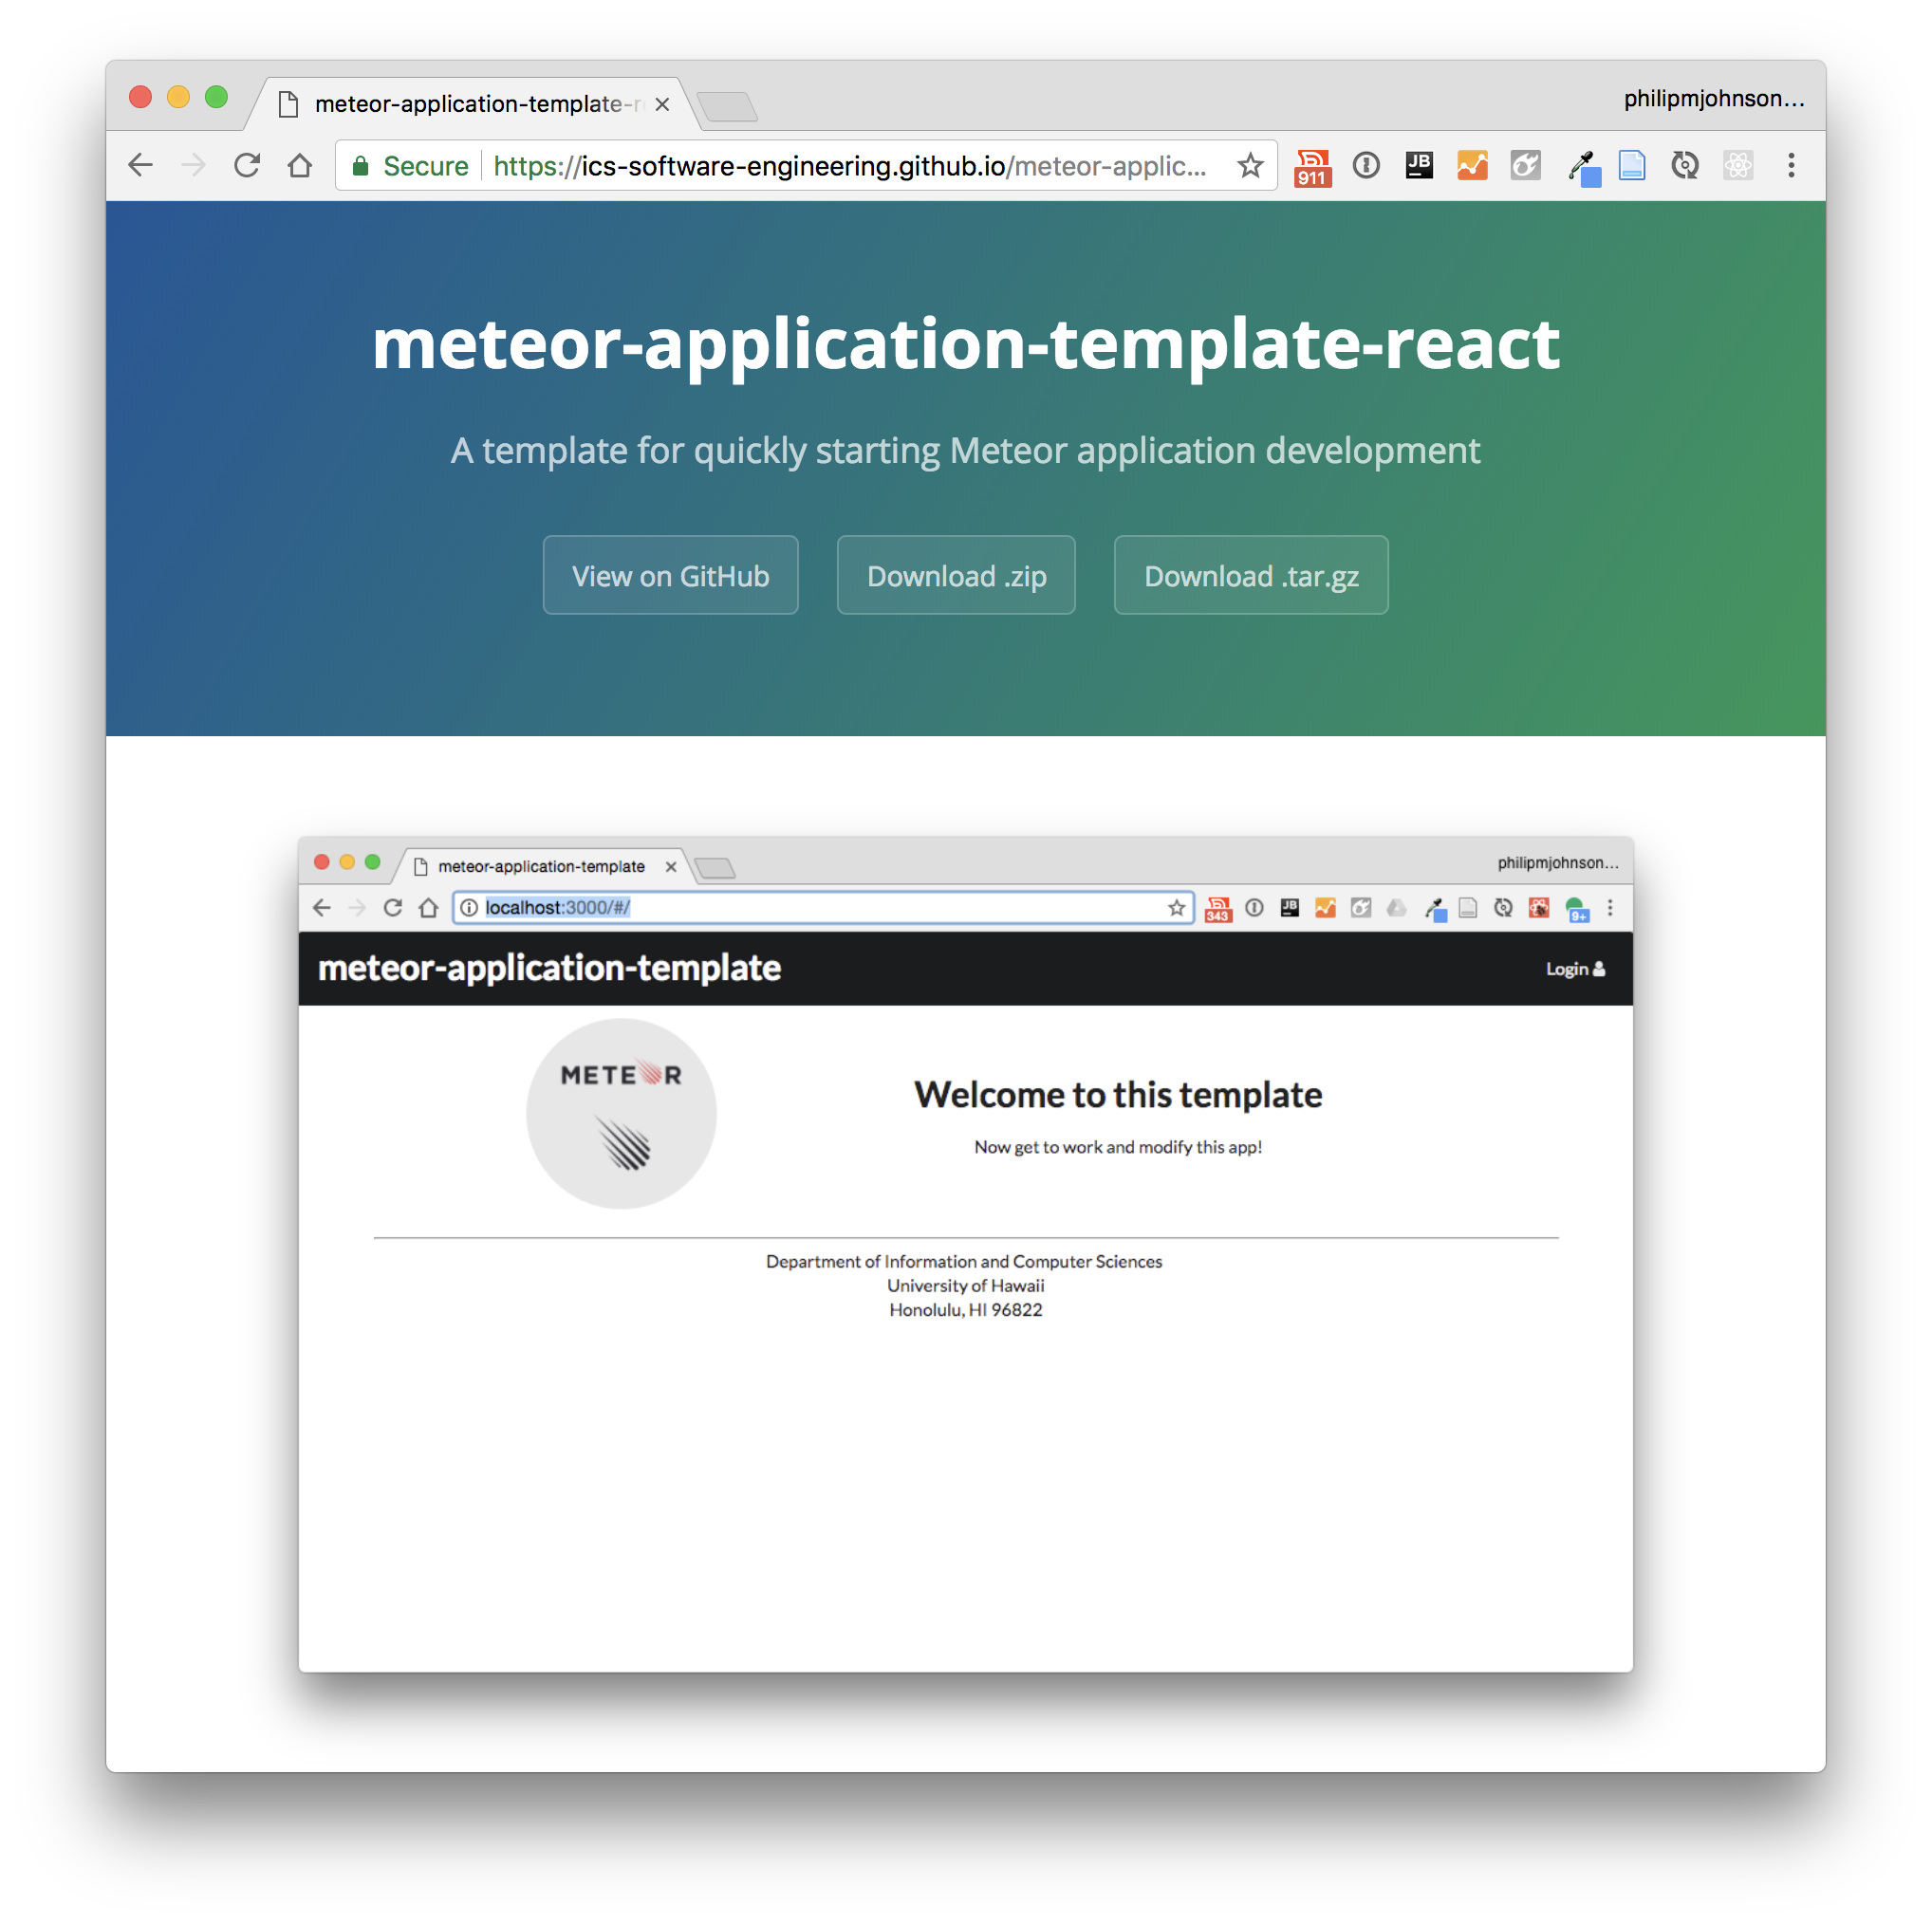 meteor-application-template-r
philipmjohnson...
Secure https://ics-software-engineering.github.io/meteor-applic...
911
JB
meteor-application-template-react
A template for quickly starting Meteor application development
View on GitHub
Download .zip
Download .tar.gz
meteor-application-template
philipmjohnson...
localhost:3000/#/
343
JB
9+
meteor-application-template
Login
METEOR
Welcome to this template
Now get to work and modify this app!
Department of Information and Computer Sciences
University of Hawaii
Honolulu, HI 96822